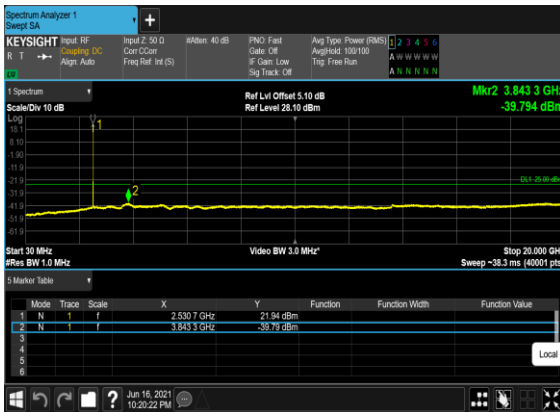 Spectrum Analyzer 1
Swept SA
KEYSIGHT
R T
Input: RF
Coupling: DC
Align: Auto
Input Z: 50 Ω
Corr CCorr
Freq Ref: Int (S)
#Atten: 40 dB
PNO: Fast
Gate: Off
IF Gain: Low
Sig Track: Off
Avg Type: Power (RMS)
Avg|Hold: 100/100
Trig: Free Run
1 2 3 4 5 6
A W W W W W
A N N N N N
1 Spectrum
Scale/Div 10 dB
Ref Lvl Offset 5.10 dB
Ref Level 28.10 dBm
Mkr2 3.843 3 GHz
-39.794 dBm
Log
18.1
8.10
-1.90
-11.9
-21.9
-31.9
-41.9
-51.9
-61.9
1
2
DL1 -25.00 dBm
Start 30 MHz
#Res BW 1.0 MHz
Video BW 3.0 MHz*
Stop 20.000 GHz
Sweep ~38.3 ms (40001 pts)
5 Marker Table
Mode Trace Scale X Y Function Function Width Function Value
1 N 1 f 2.530 7 GHz 21.94 dBm
2 N 1 f 3.843 3 GHz -39.79 dBm
3
4
5
6
Local
?
Jun 16, 2021
10:20:22 PM